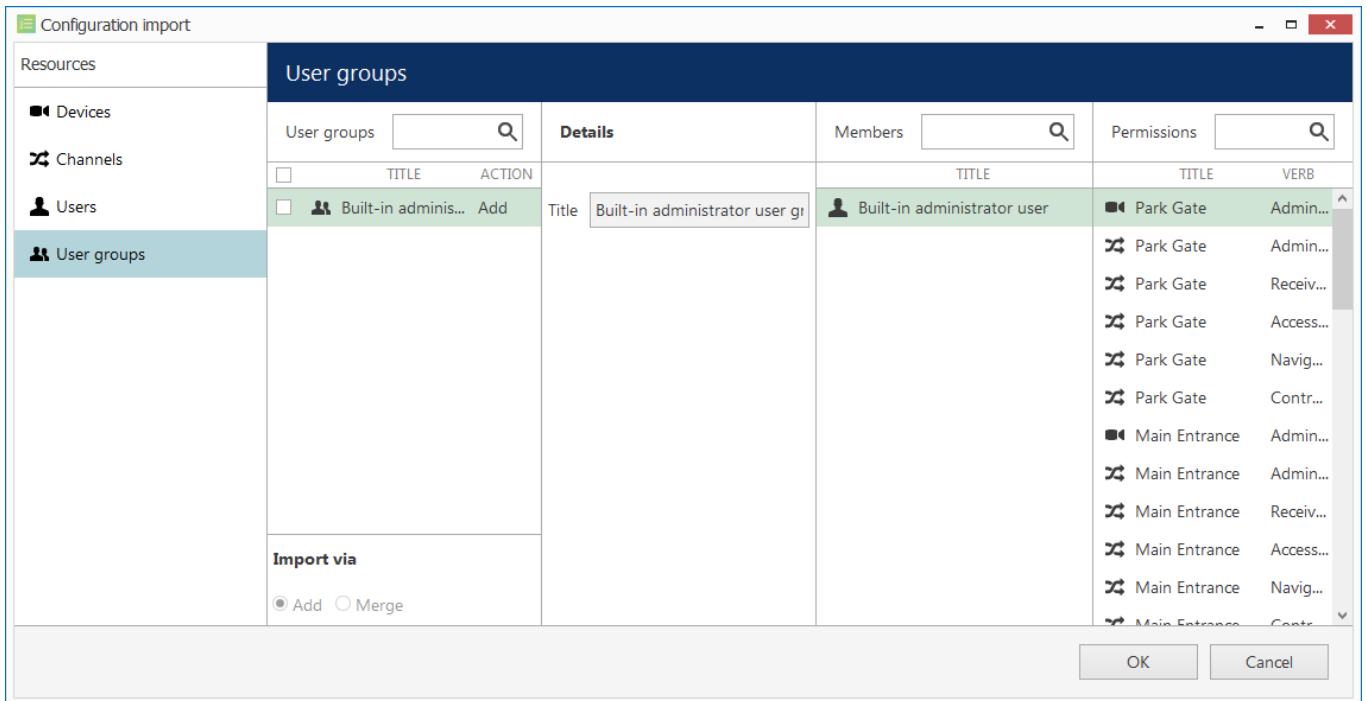 Configuration import
Resources
Devices
Channels
Users
User groups
User groups
User groups
TITLE ACTION
Built-in adminis... Add
Import via
Add Merge
Details
Title Built-in administrator user gr
Members
TITLE
Built-in administrator user
Permissions
TITLE VERB
Park Gate Admin...
Park Gate Admin...
Park Gate Receiv...
Park Gate Access...
Park Gate Navig...
Park Gate Contr...
Main Entrance Admin...
Main Entrance Admin...
Main Entrance Receiv...
Main Entrance Access...
Main Entrance Navig...
Main Entrance Contr...
OK Cancel